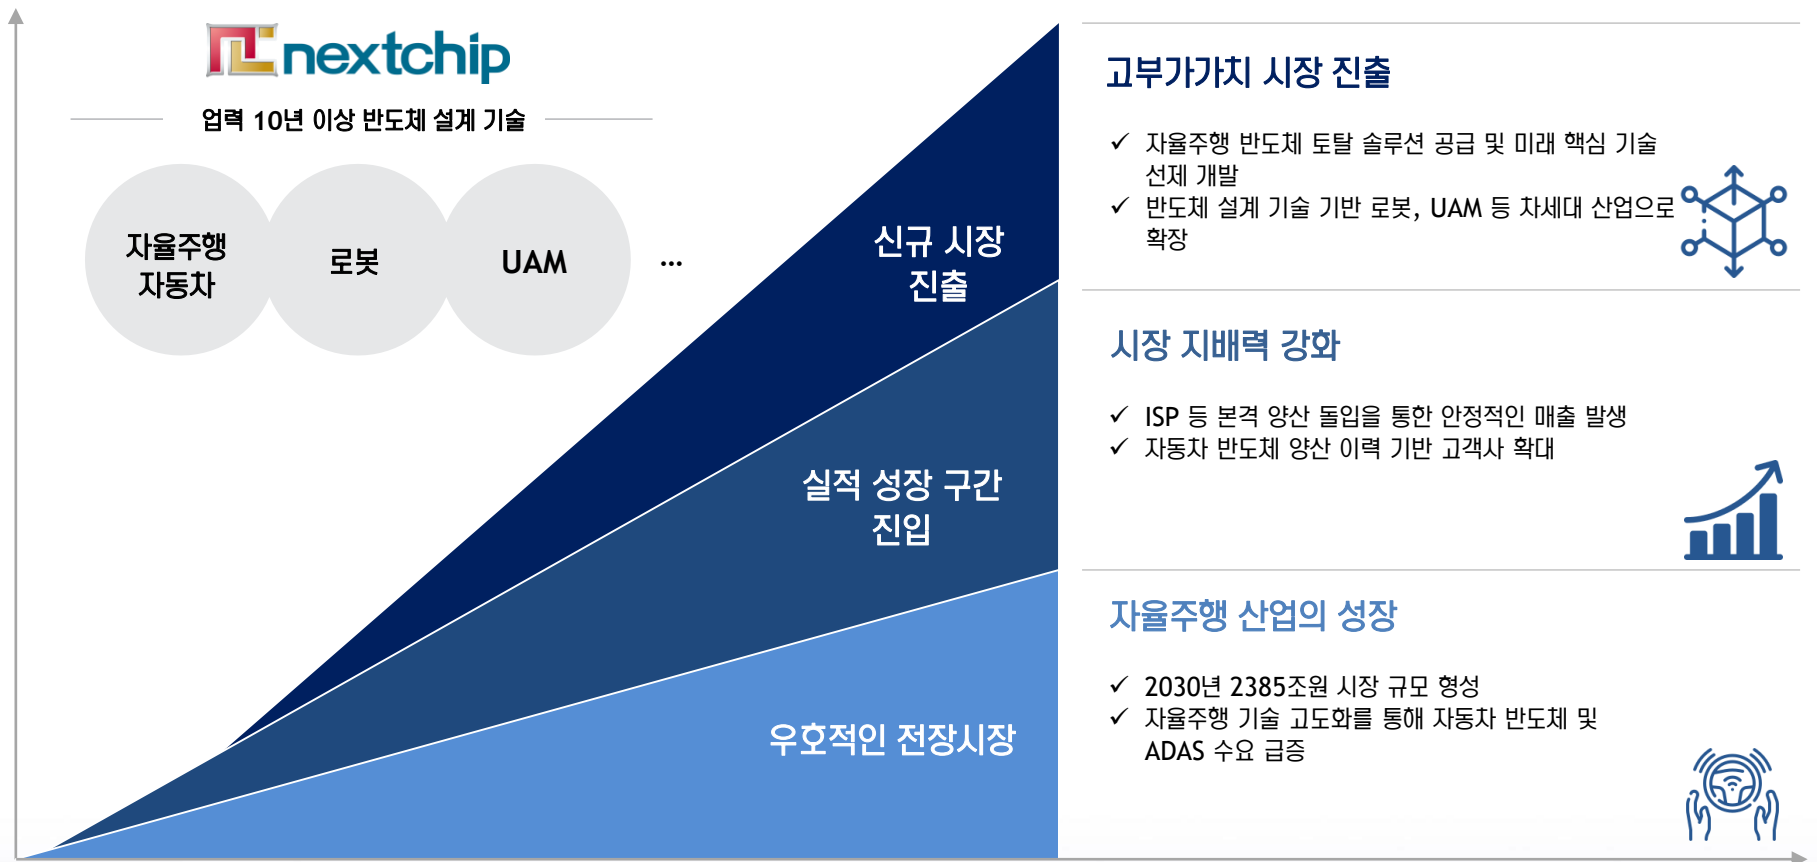 nextchip
업력 10년 이상 반도체 설계 기술
자율주행
자동차
로봇
UAM
...
신규 시장
진출
실적 성장 구간
진입
우호적인 전장시장
고부가가치 시장 진출
✓ 자율주행 반도체 토탈 솔루션 공급 및 미래 핵심 기술
선제 개발
✓ 반도체 설계 기술 기반 로봇, UAM 등 차세대 산업으로
확장
시장 지배력 강화
✓ ISP 등 본격 양산 돌입을 통한 안정적인 매출 발생
✓ 자동차 반도체 양산 이력 기반 고객사 확대
자율주행 산업의 성장
✓ 2030년 2385조원 시장 규모 형성
✓ 자율주행 기술 고도화를 통해 자동차 반도체 및
ADAS 수요 급증